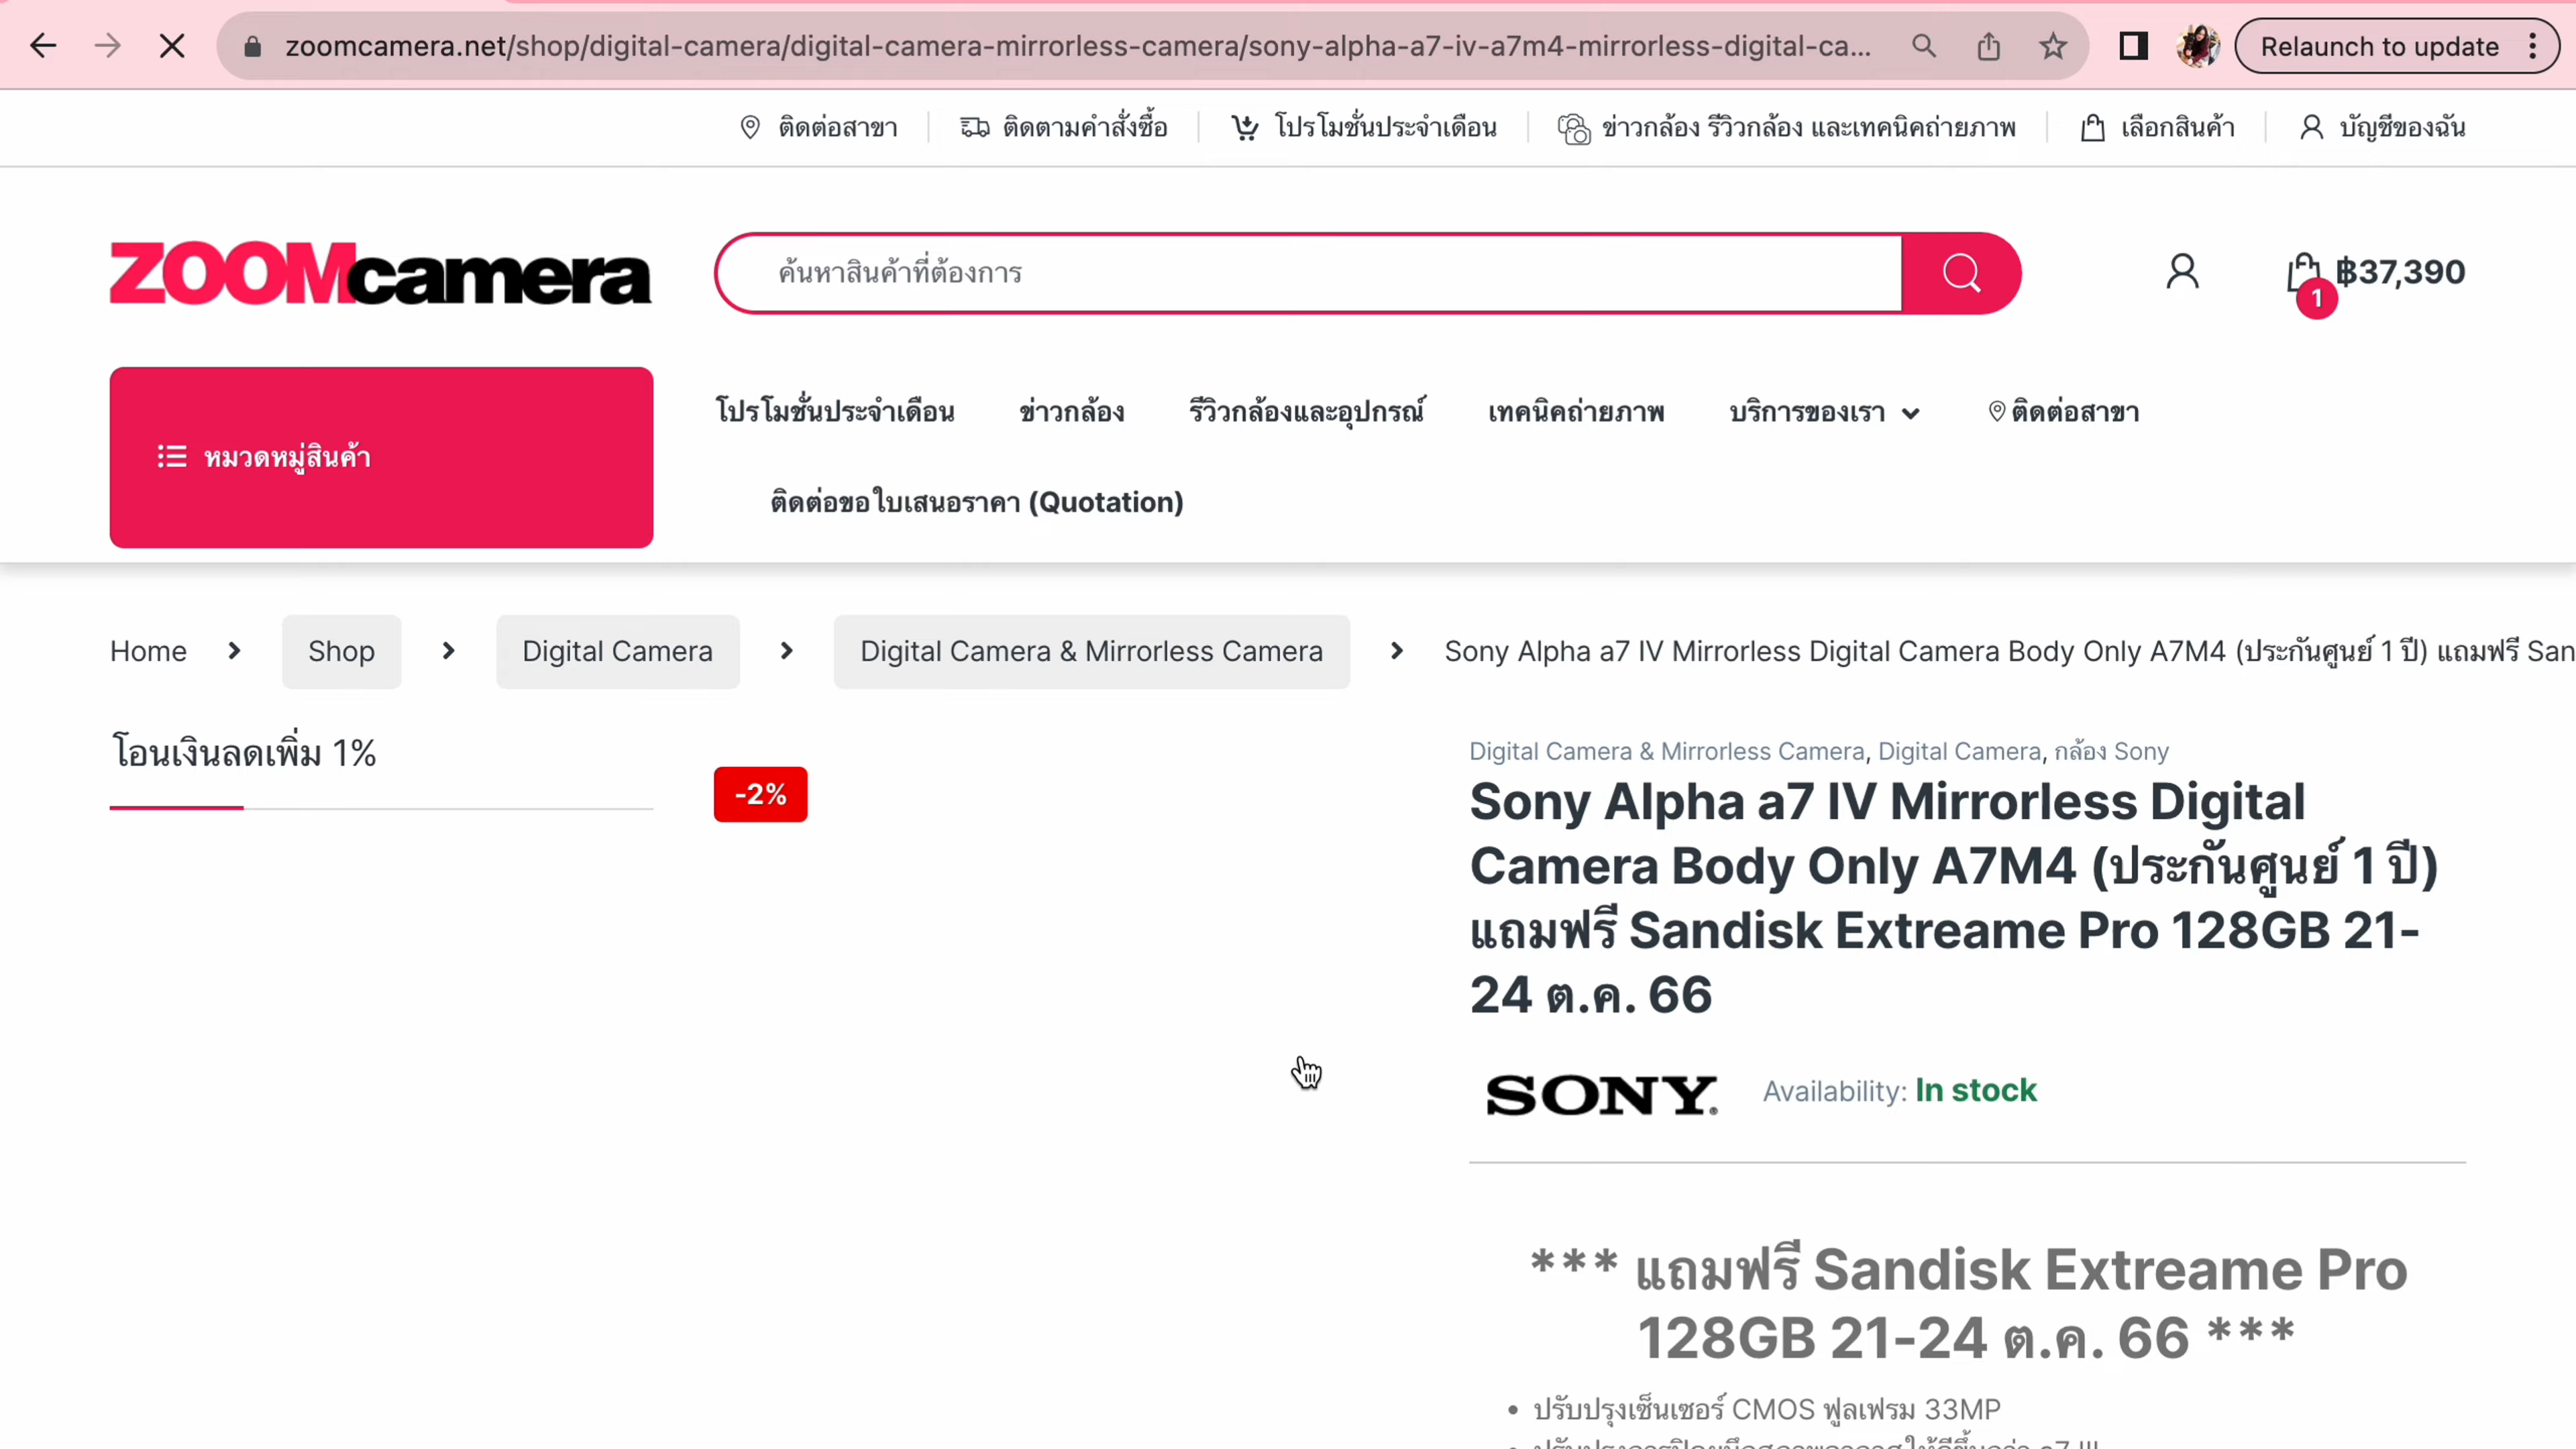 zoomcamera.net/shop/digital-camera/digital-camera-mirrorless-camera/sony-alpha-a7-iv-a7m4-mirrorless-digital-ca...
Relaunch to update
ติดต่อสาขา
ติดตามคำสั่งซื้อ
โปรโมชั่นประจำเดือน
ข่าวกล้อง รีวิวกล้อง และเทคนิคถ่ายภาพ
เลือกสินค้า
บัญชีของฉัน
ZOOMcamera
ค้นหาสินค้าที่ต้องการ
1
฿37,390
หมวดหมู่สินค้า
โปรโมชั่นประจำเดือน
ข่าวกล้อง
รีวิวกล้องและอุปกรณ์
เทคนิคถ่ายภาพ
บริการของเรา
ติดต่อสาขา
ติดต่อขอใบเสนอราคา (Quotation)
Home
Shop
Digital Camera
Digital Camera & Mirrorless Camera
Sony Alpha a7 IV Mirrorless Digital Camera Body Only A7M4 (ประกันศูนย์ 1 ปี) แถมฟรี San
โอนเงินลดเพิ่ม 1%
-2%
Digital Camera & Mirrorless Camera, Digital Camera, กล้อง Sony
Sony Alpha a7 IV Mirrorless Digital
Camera Body Only A7M4 (ประกันศูนย์ 1 ปี)
แถมฟรี Sandisk Extreame Pro 128GB 21-
24 ต.ค. 66
SONY
Availability: In stock
*** แถมฟรี Sandisk Extreame Pro
128GB 21-24 ต.ค. 66 ***
• ปรับปรุงเซ็นเซอร์ CMOS ฟูลเฟรม 33MP